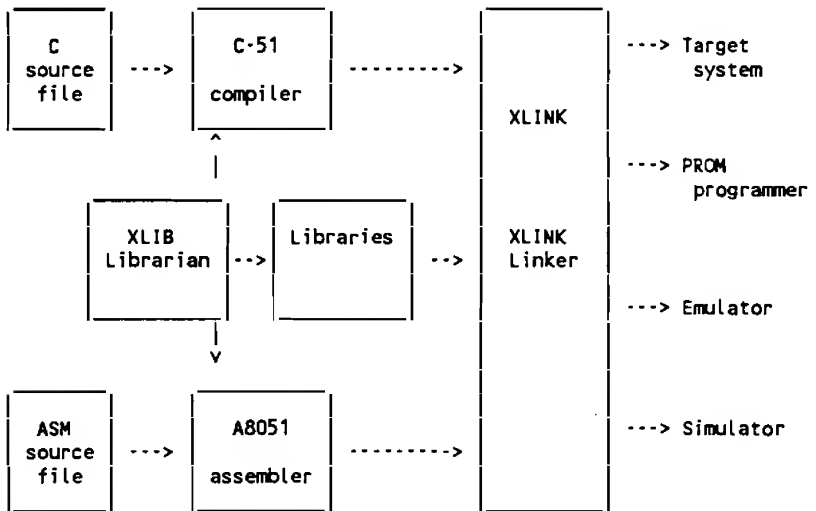 C
source
file
C-51
compiler
XLINK
Target
system
PROM
programmer
XLIB
Librarian
Libraries
XLINK
Linker
Emulator
ASM
source
file
A8051
assembler
Simulator